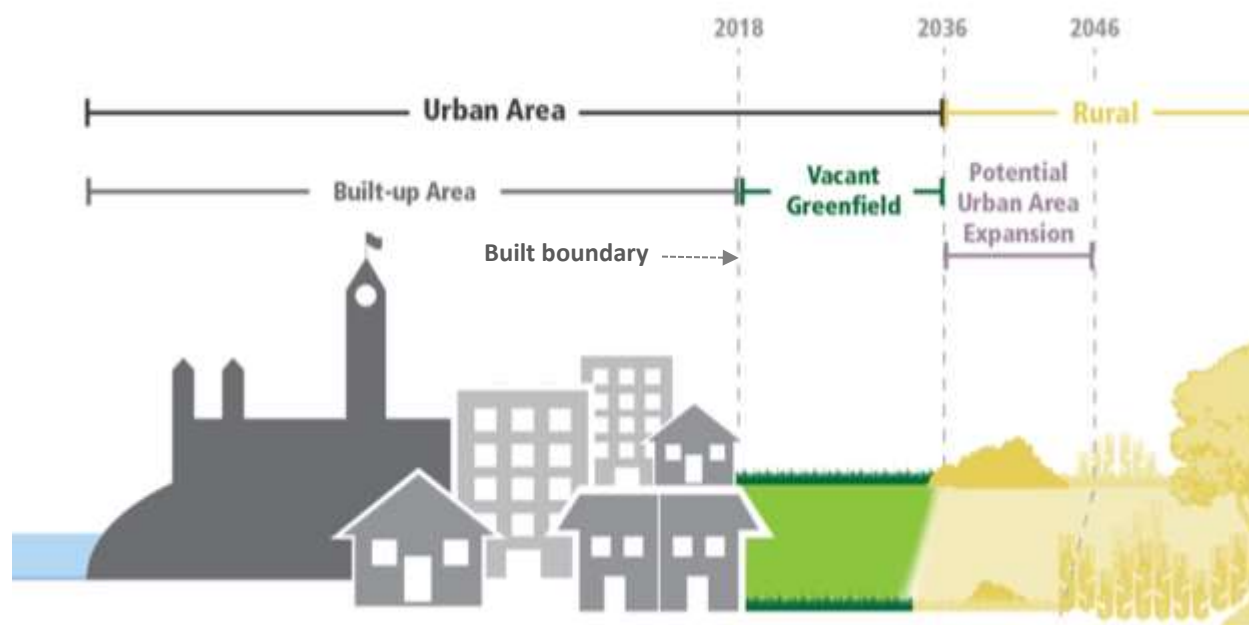 2018 2036 2046
Urban Area Rural
Built-up Area
Vacant
Greenfield
Potential
Urban Area
Expansion
Built boundary